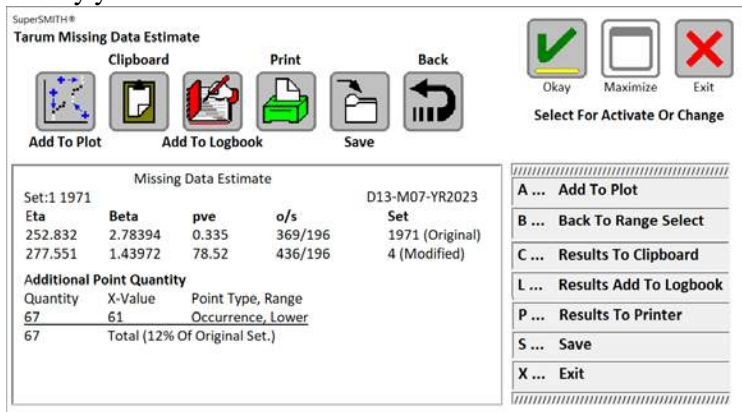 SuperSMITH®
Tarum Missing Data Estimate
Clipboard Print Back
Add To Plot Add To Logbook Save
Okay Maximize Exit
Select For Activate Or Change
Missing Data Estimate
Set:1 1971 D13-M07-YR2023
Eta Beta pve o/s Set
252.832 2.78394 0.335 369/196 1971 (Original)
277.551 1.43972 78.52 436/196 4 (Modified)
Additional Point Quantity
Quantity X-Value Point Type, Range
67 61 Occurrence, Lower
67 Total (12% Of Original Set.)
A ... Add To Plot
B ... Back To Range Select
C ... Results To Clipboard
L ... Results Add To Logbook
P ... Results To Printer
S ... Save
X ... Exit